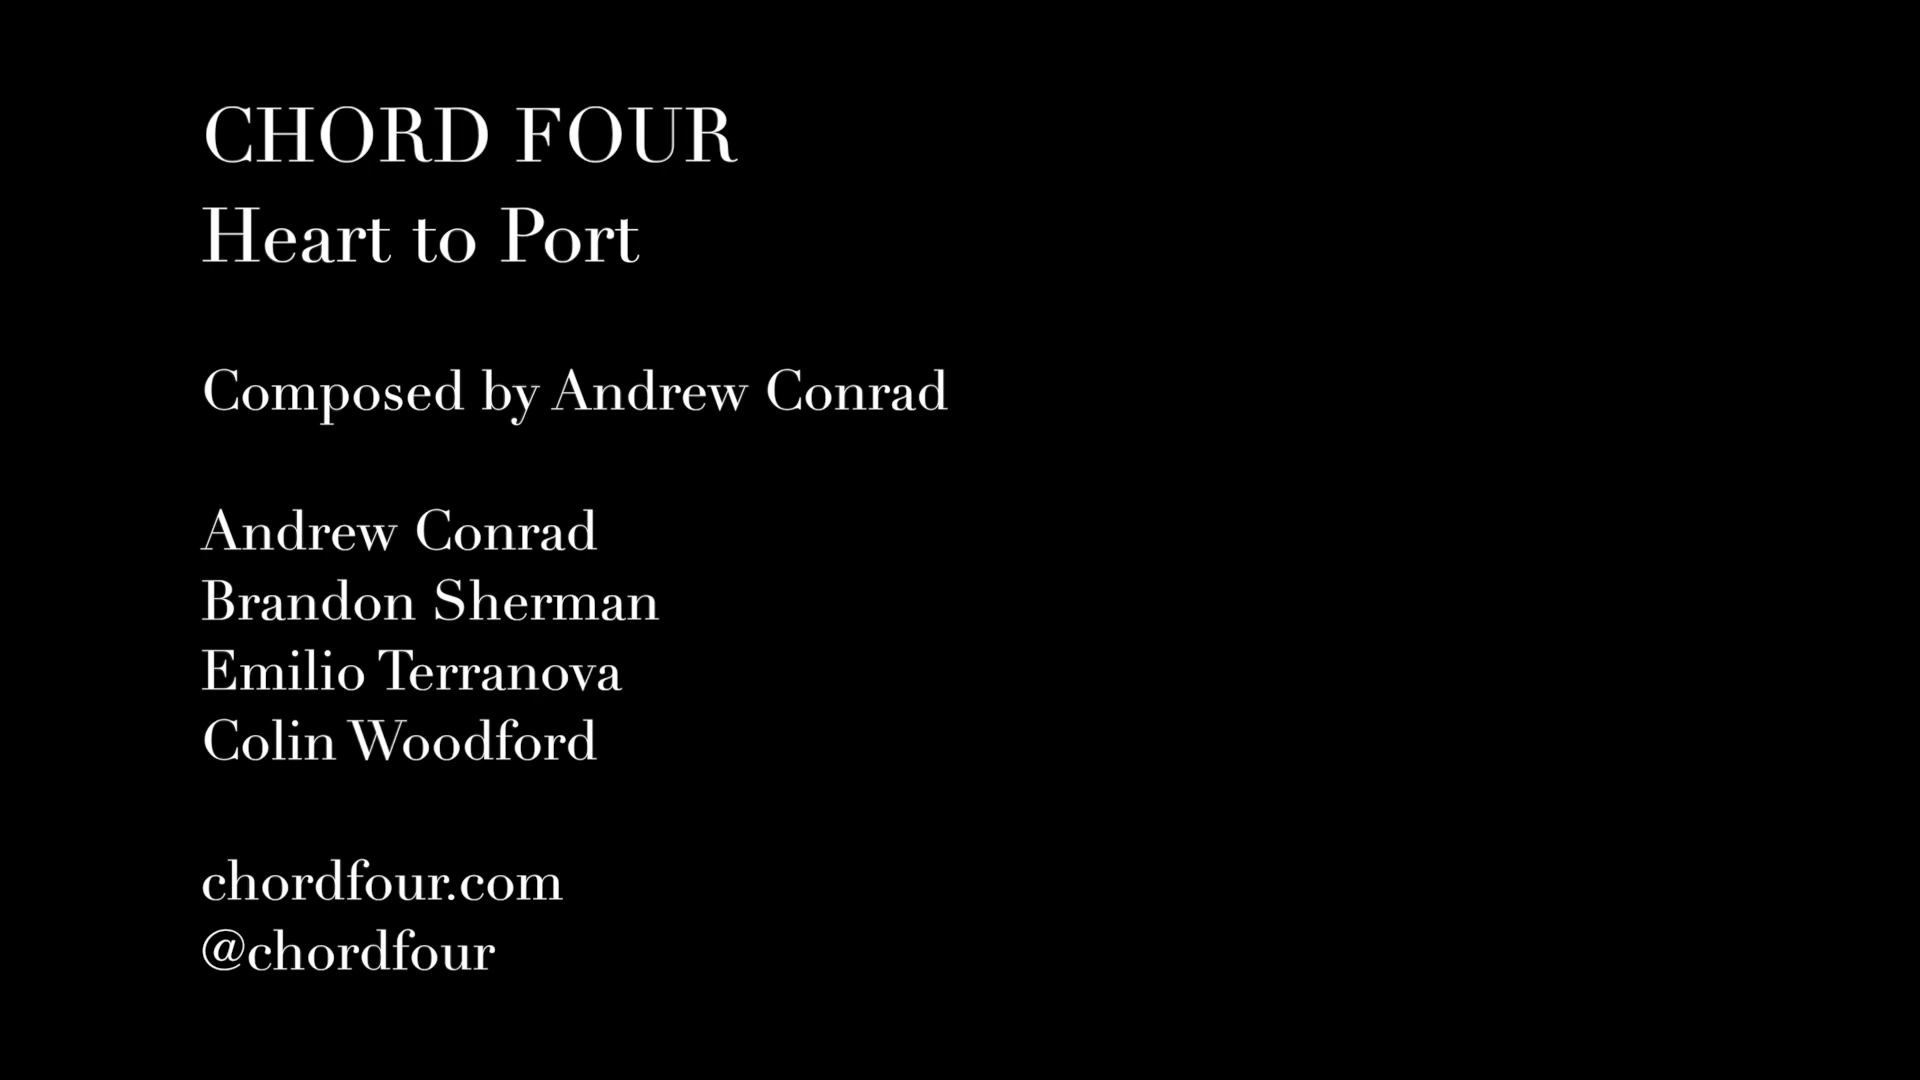 CHORD FOUR
Heart to Port
Composed by Andrew Conrad
Andrew Conrad
Brandon Sherman
Emilio Terranova
Colin Woodford
chordfour.com
@chordfour